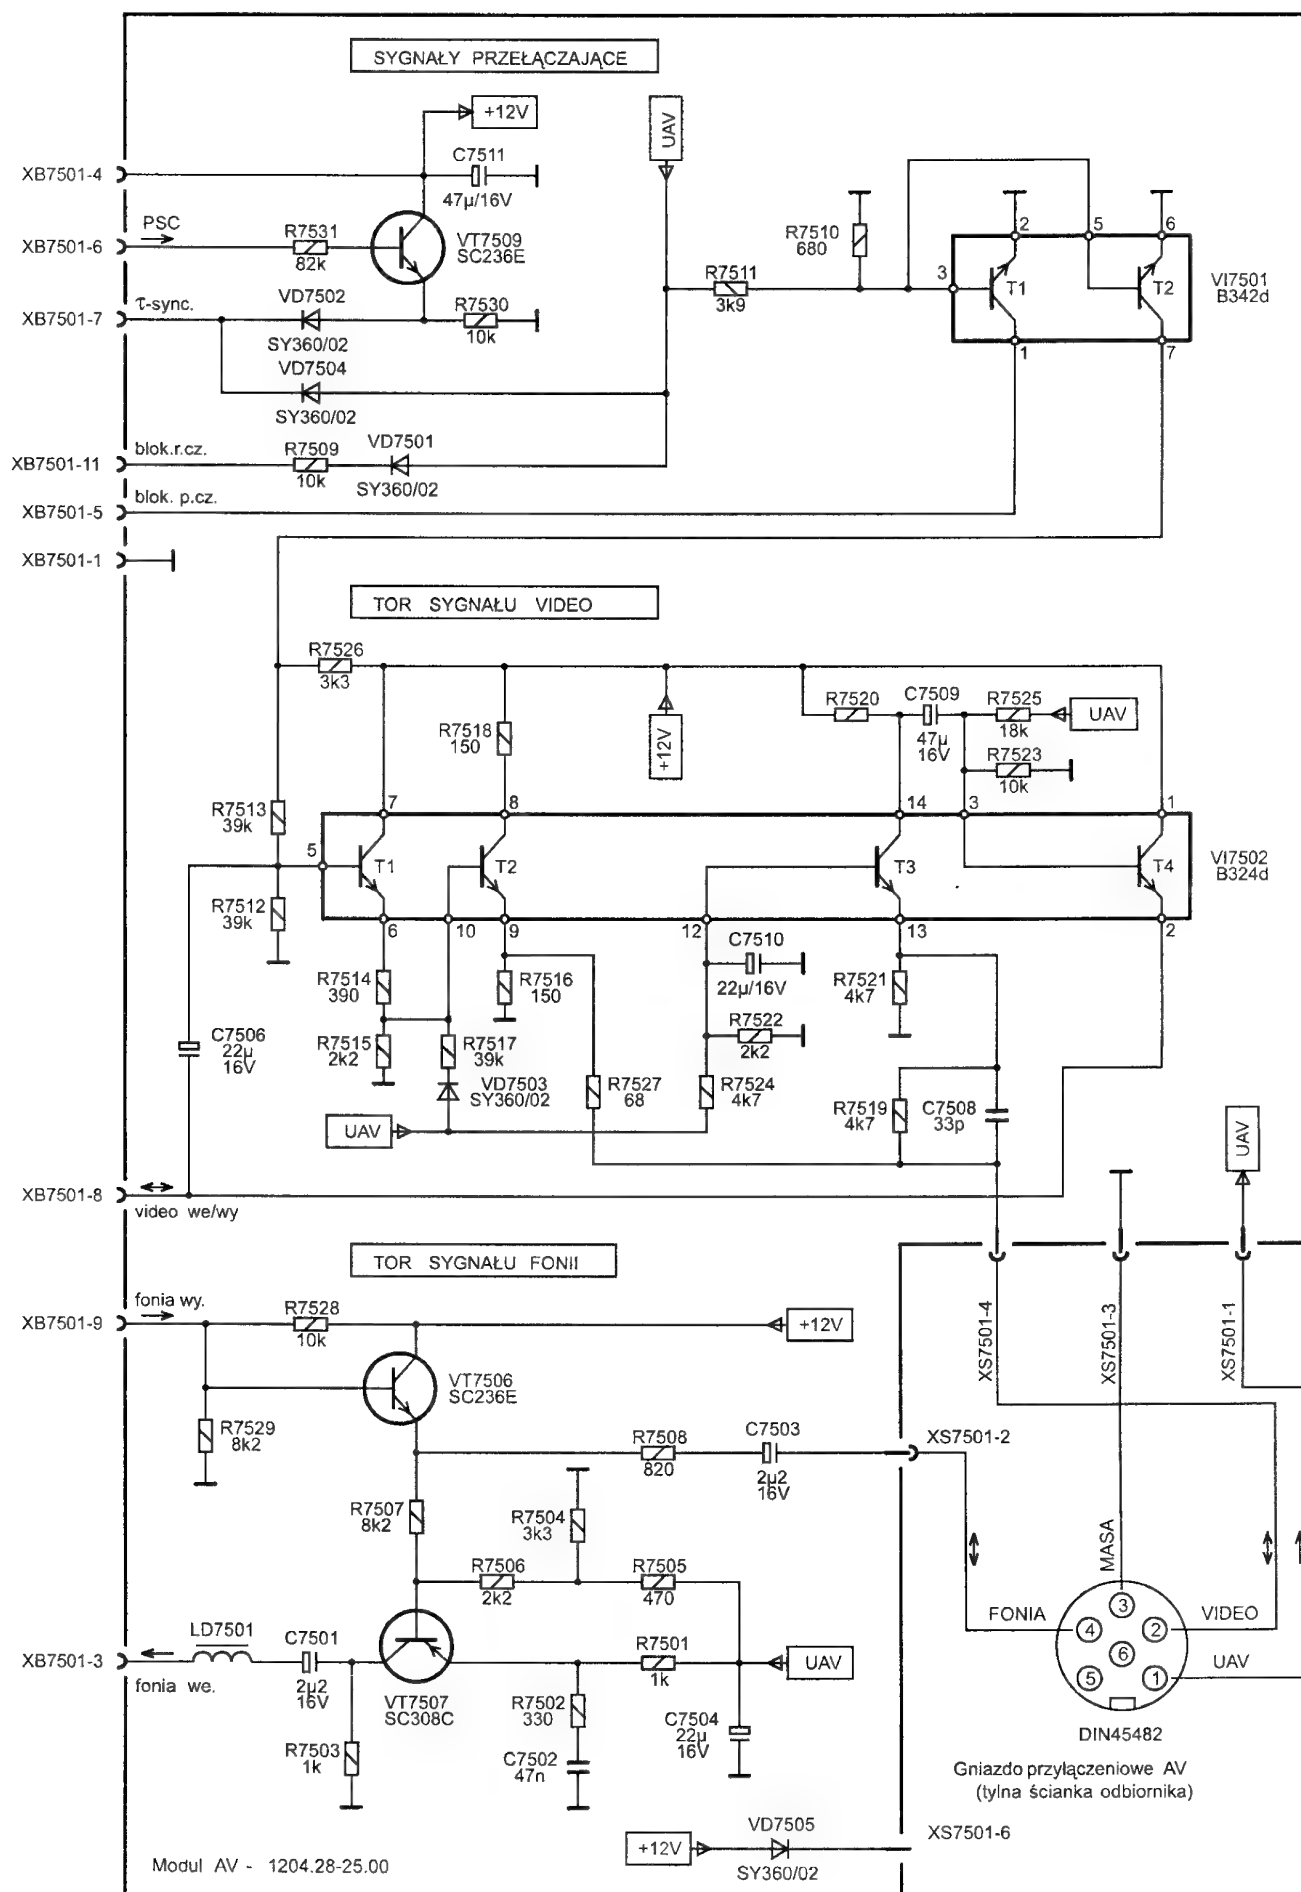 SYGNAŁY PRZEŁĄCZAJĄCE
+12V
UAV
XB7501-4
C7511
47µ/16V
PSC
XB7501-6
R7531
82k
VT7509
SC236E
R7510
680
2
5
6
3
T1
T2
VI7501
B342d
R7511
3k9
τ-sync.
XB7501-7
VD7502
SY360/02
R7530
10k
1
7
VD7504
SY360/02
blok.r.cz.
XB7501-11
R7509
10k
VD7501
SY360/02
blok. p.cz.
XB7501-5
XB7501-1
TOR SYGNAŁU VIDEO
R7526
3k3
R7518
150
+12V
R7520
C7509
47µ
16V
R7525
18k
UAV
R7523
10k
R7513
39k
7
8
14
3
1
5
T1
T2
T3
T4
VI7502
B324d
R7512
39k
6
10
9
12
13
2
R7514
390
R7516
150
C7510
22µ/16V
R7521
4k7
C7506
22µ
16V
R7515
2k2
R7517
39k
R7522
2k2
VD7503
SY360/02
R7527
68
R7524
4k7
R7519
4k7
C7508
33p
UAV
UAV
XB7501-8
video we/wy
TOR SYGNAŁU FONII
fonia wy.
XB7501-9
R7528
10k
+12V
XS7501-4
XS7501-3
XS7501-1
VT7506
SC236E
R7529
8k2
R7508
820
C7503
2µ2
16V
XS7501-2
R7507
8k2
R7504
3k3
R7506
2k2
R7505
470
MASA
FONIA
VIDEO
UAV
3
4
2
6
5
1
LD7501
C7501
2µ2
16V
XB7501-3
fonia we.
VT7507
SC308C
R7501
1k
UAV
R7502
330
C7504
22µ
16V
R7503
1k
C7502
47n
DIN45482
Gniazdo przyłączeniowe AV
(tylna ścianka odbiornika)
+12V
VD7505
SY360/02
XS7501-6
Modul AV - 1204.28-25.00